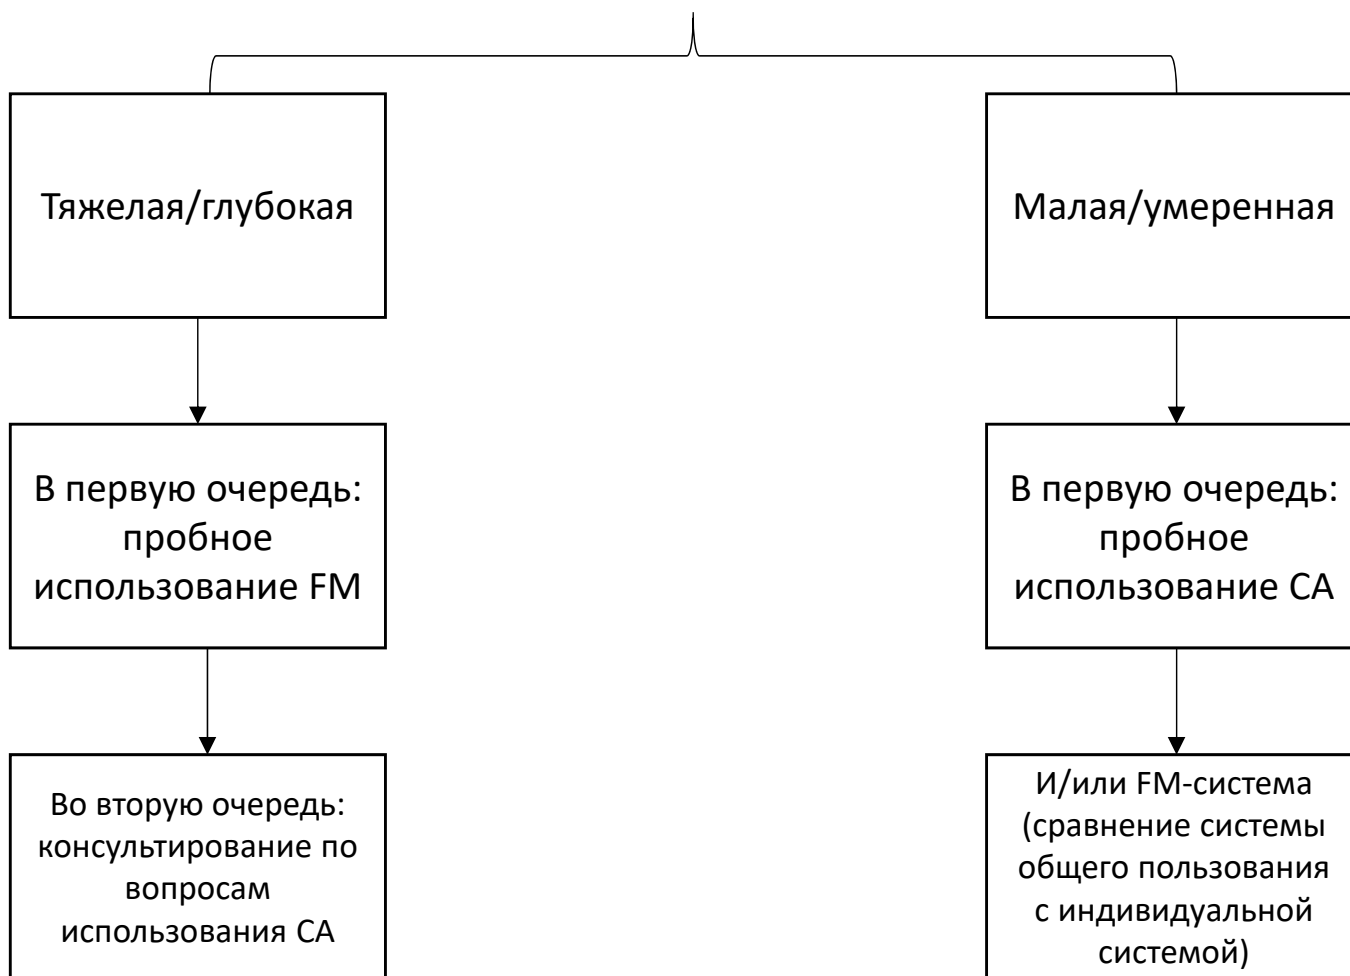 Тяжелая/глубокая
Малая/умеренная
В первую очередь:
пробное
использование FM
В первую очередь:
пробное
использование СА
Во вторую очередь:
консультирование по
вопросам
использования СА
И/или FM-система
(сравнение системы
общего пользования
с индивидуальной
системой)